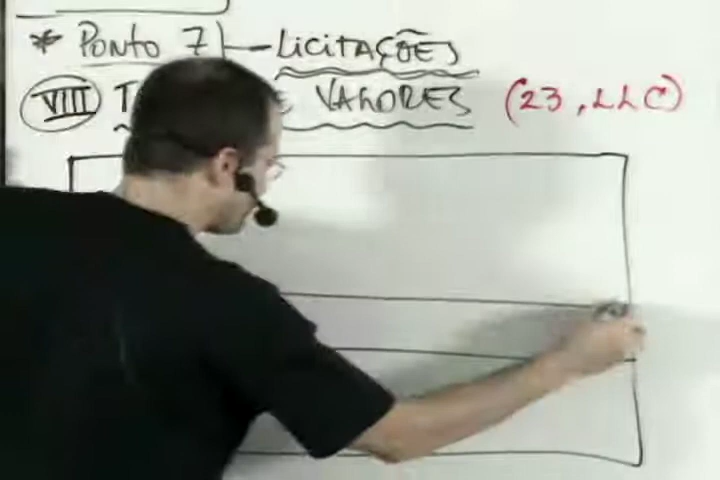 * PONTO 7 — LICITAÇÕES
VIII E VALORES (23, LLC)